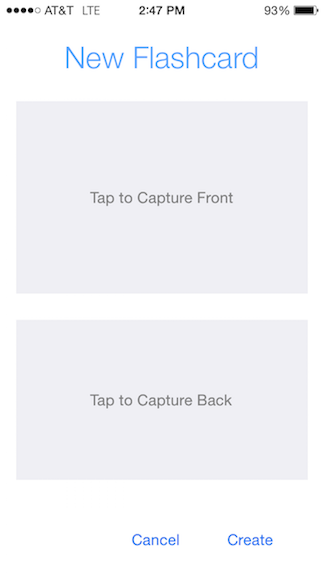 AT&T LTE 2:47 PM 93%
New Flashcard
Tap to Capture Front
Tap to Capture Back
Cancel Create